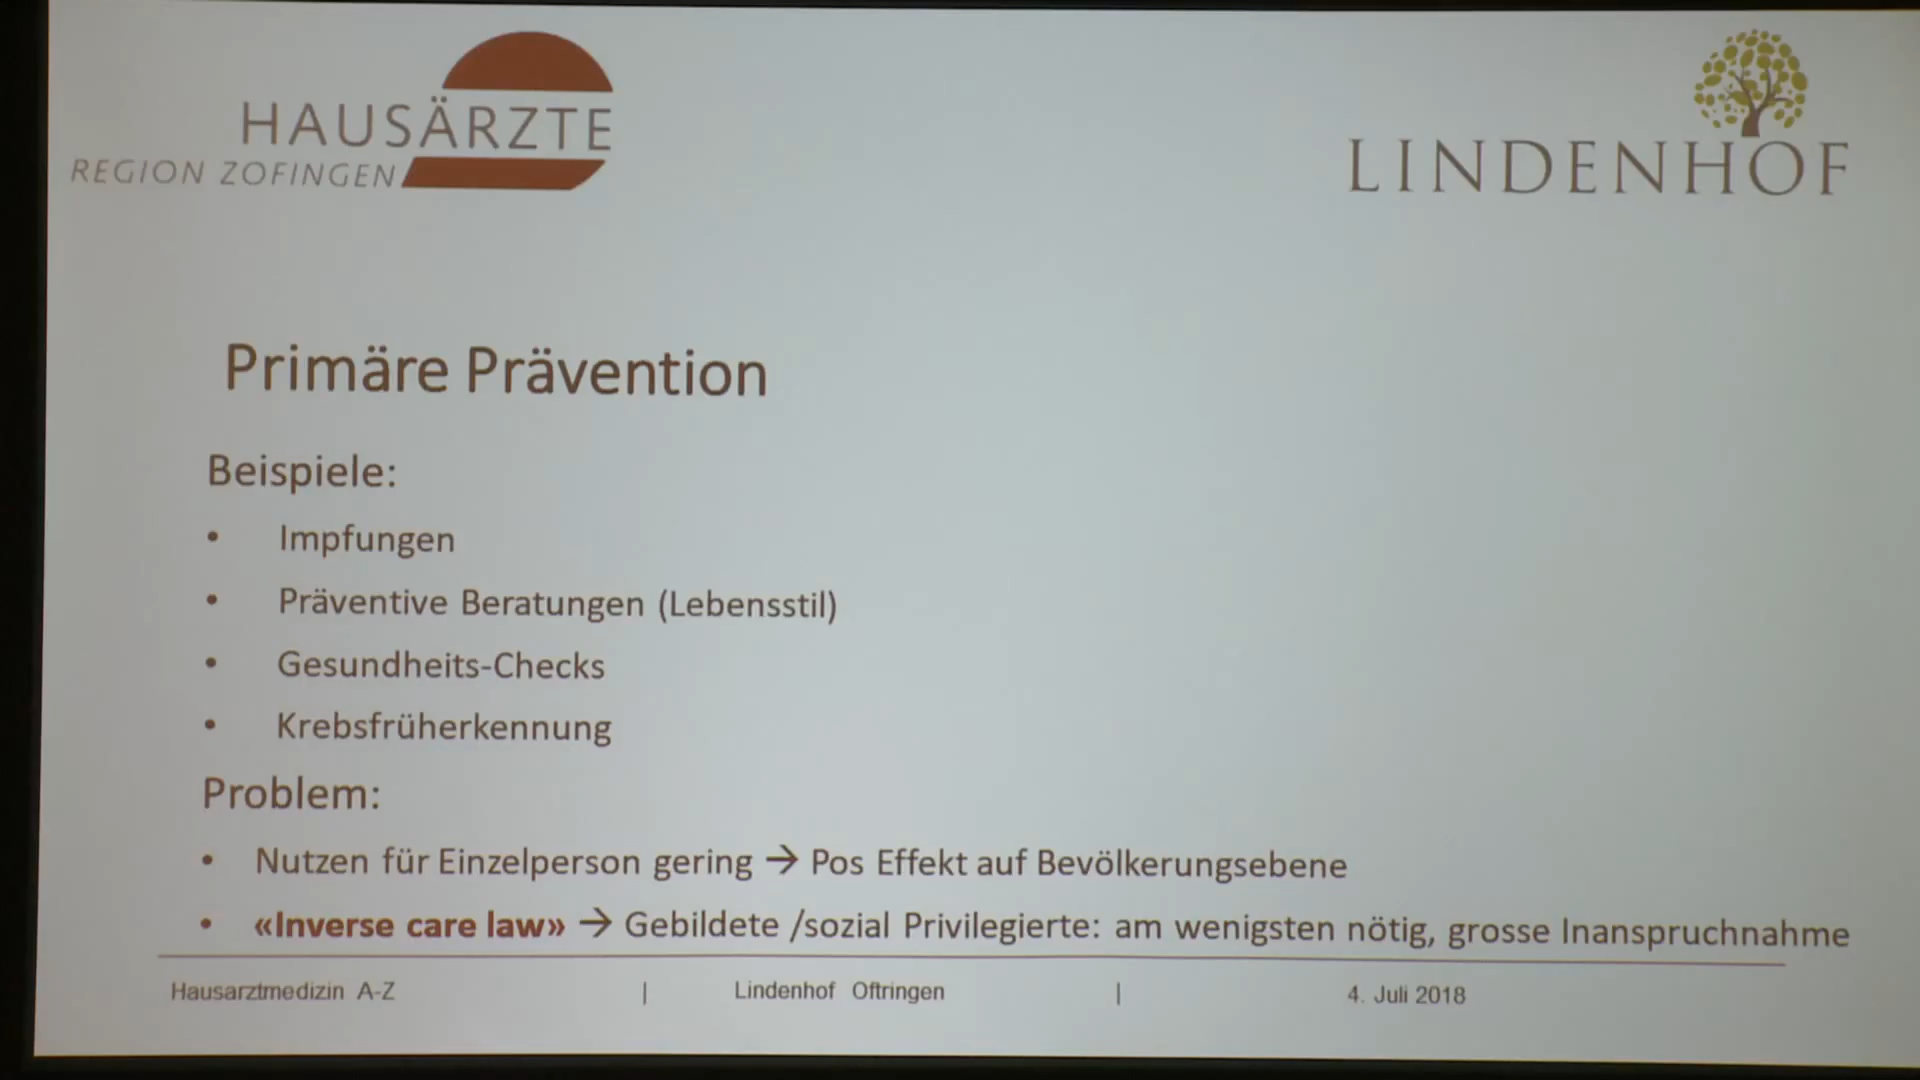 HAUSÄRZTE
REGION ZOFINGEN
LINDENHOF
Primäre Prävention
Beispiele:
• Impfungen
• Präventive Beratungen (Lebensstil)
• Gesundheits-Checks
• Krebsfrüherkennung
Problem:
• Nutzen für Einzelperson gering → Pos Effekt auf Bevölkerungsebene
• «Inverse care law» → Gebildete /sozial Privilegierte: am wenigsten nötig, grosse Inanspruchnahme
Hausarztmedizin A-Z | Lindenhof Oftringen | 4. Juli 2018